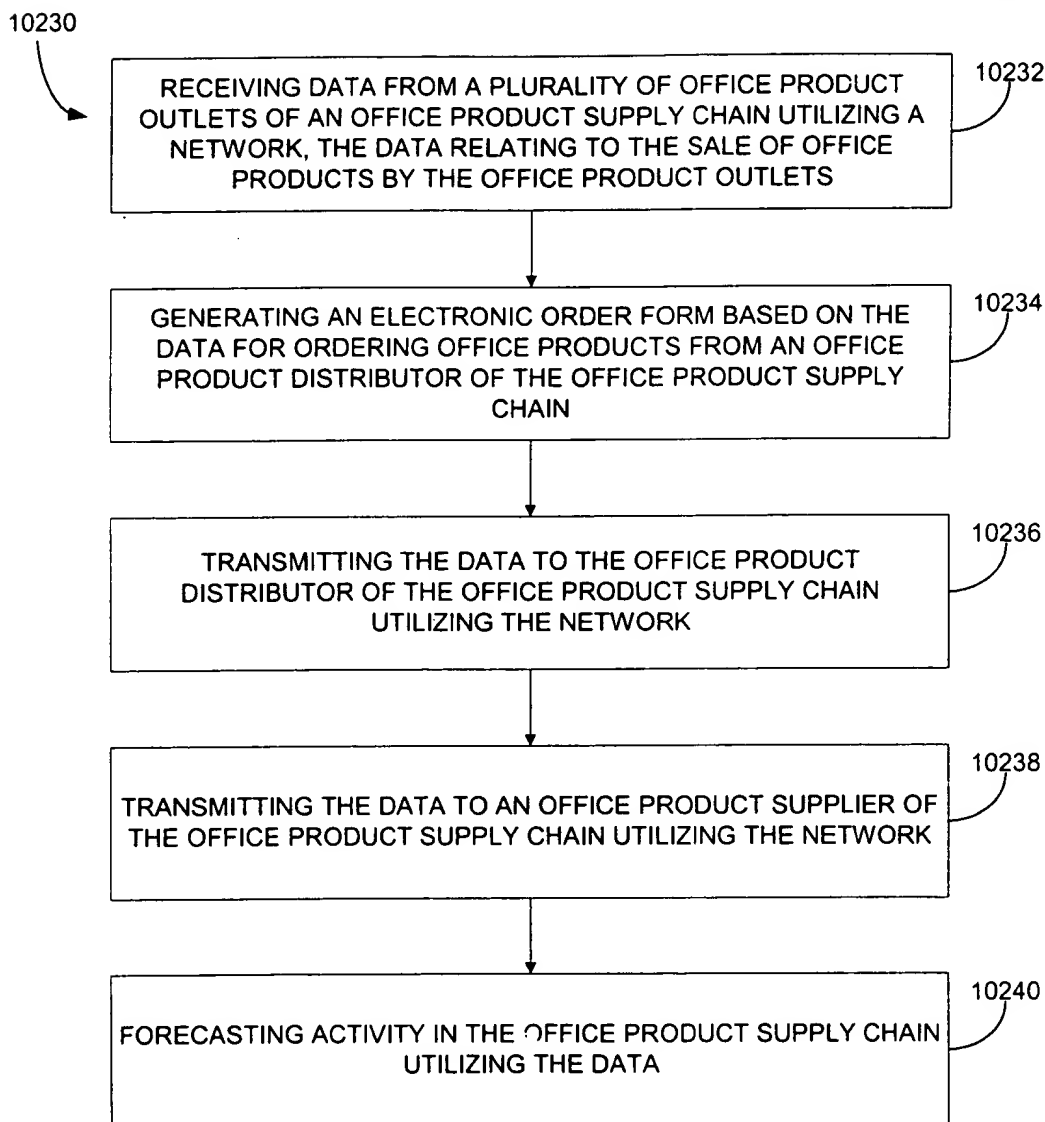 10230
10232
RECEIVING DATA FROM A PLURALITY OF OFFICE PRODUCT
OUTLETS OF AN OFFICE PRODUCT SUPPLY CHAIN UTILIZING A
NETWORK, THE DATA RELATING TO THE SALE OF OFFICE
PRODUCTS BY THE OFFICE PRODUCT OUTLETS
10234
GENERATING AN ELECTRONIC ORDER FORM BASED ON THE
DATA FOR ORDERING OFFICE PRODUCTS FROM AN OFFICE
PRODUCT DISTRIBUTOR OF THE OFFICE PRODUCT SUPPLY
CHAIN
10236
TRANSMITTING THE DATA TO THE OFFICE PRODUCT
DISTRIBUTOR OF THE OFFICE PRODUCT SUPPLY CHAIN
UTILIZING THE NETWORK
10238
TRANSMITTING THE DATA TO AN OFFICE PRODUCT SUPPLIER OF
THE OFFICE PRODUCT SUPPLY CHAIN UTILIZING THE NETWORK
10240
FORECASTING ACTIVITY IN THE OFFICE PRODUCT SUPPLY CHAIN
UTILIZING THE DATA